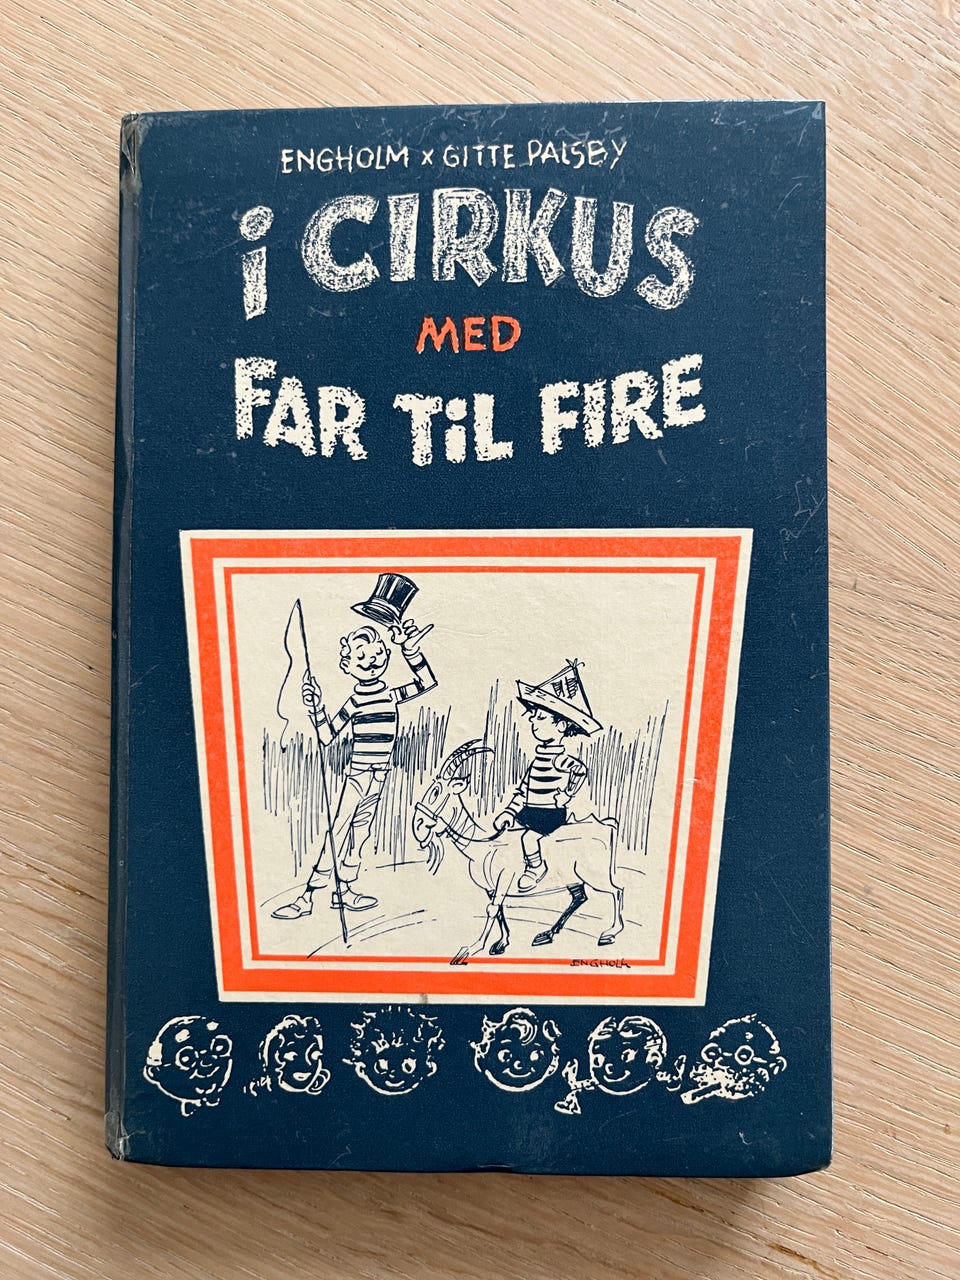 ENGHOLM x GITTE PALSBY
i CIRKUS
MED
FAR TiL FIRE
ENGHOLM